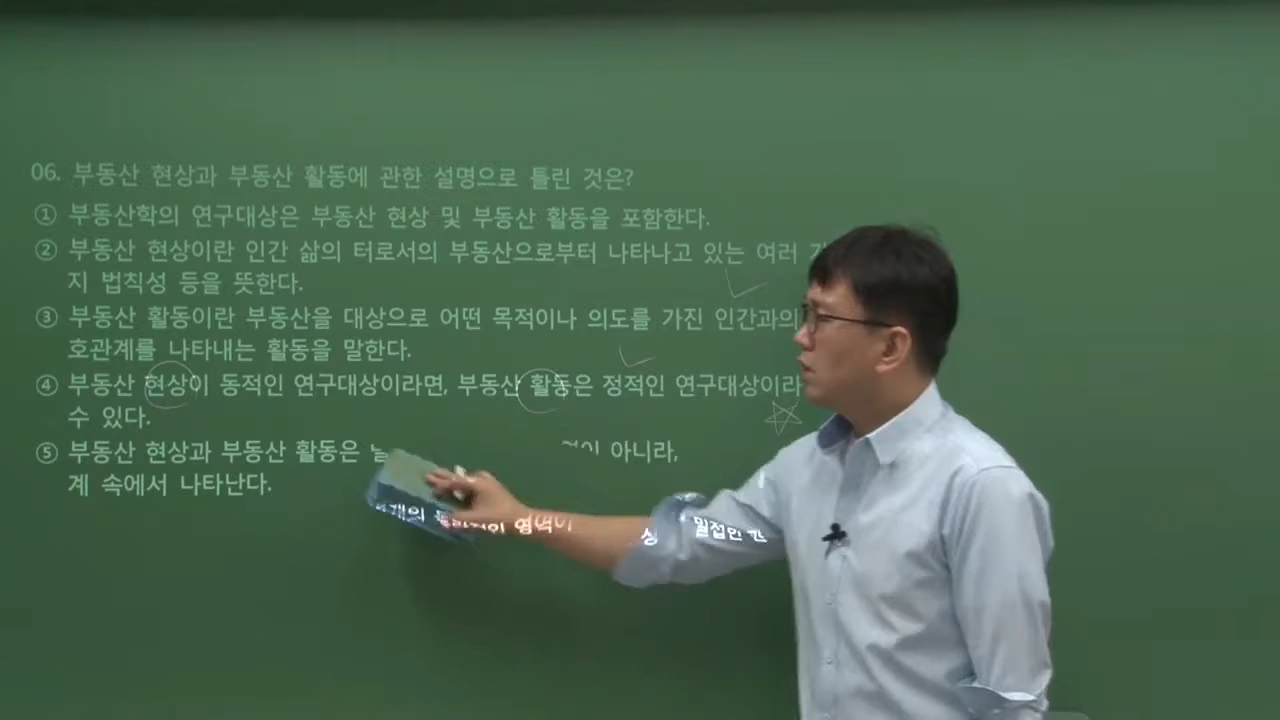 06. 부동산 현상과 부동산 활동에 관한 설명으로 틀린 것은?
① 부동산학의 연구대상은 부동산 현상 및 부동산 활동을 포함한다.
② 부동산 현상이란 인간 삶의 터로서의 부동산으로부터 나타나고 있는 여러
지 법칙성 등을 뜻한다.
③ 부동산 활동이란 부동산을 대상으로 어떤 목적이나 의도를 가진 인간과의
호관계를 나타내는 활동을 말한다.
④ 부동산 현상이 동적인 연구대상이라면, 부동산 활동은 정적인 연구대상이라
수 있다.
⑤ 부동산 현상과 부동산 활동은 아니라,
계 속에서 나타난다.
영역이 밀접한